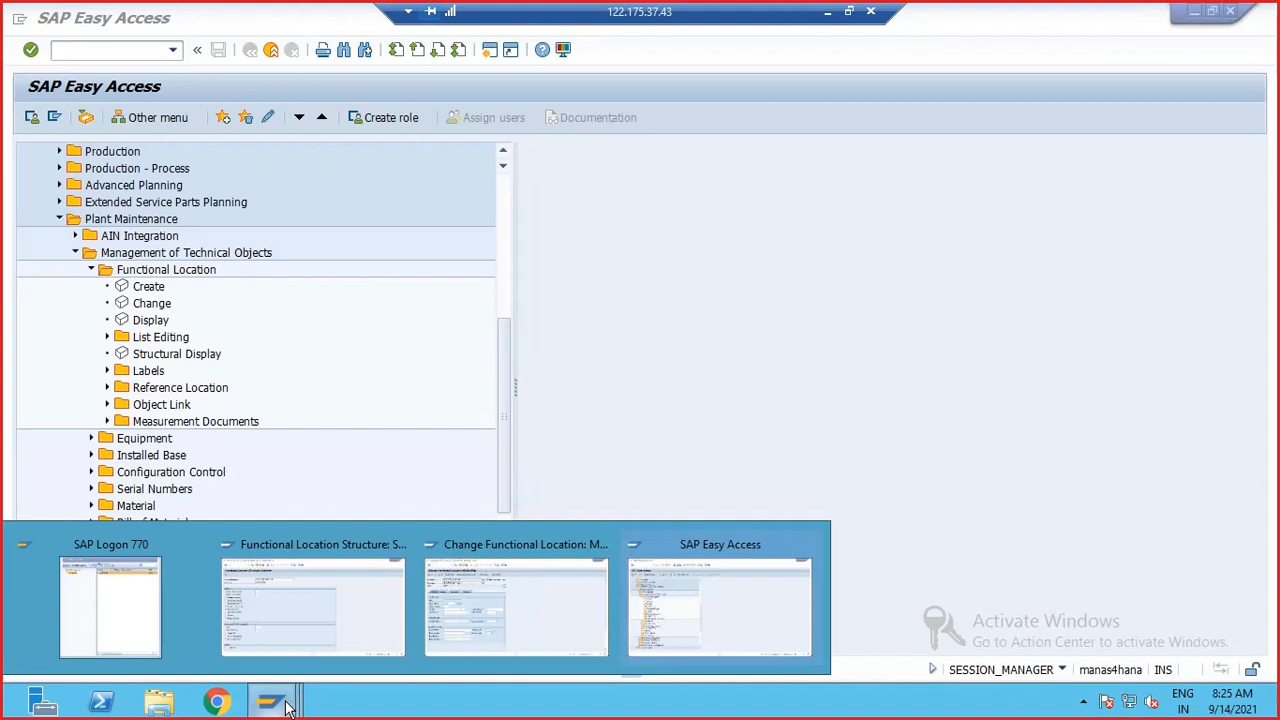 SAP Easy Access
122.175.37.43
SAP Easy Access
Other menu
Create role
Assign users
Documentation
Production
Production - Process
Advanced Planning
Extended Service Parts Planning
Plant Maintenance
AIN Integration
Management of Technical Objects
Functional Location
Create
Change
Display
List Editing
Structural Display
Labels
Reference Location
Object Link
Measurement Documents
Equipment
Installed Base
Configuration Control
Serial Numbers
Material
SAP Logon 770
Functional Location Structure: S...
Change Functional Location: M...
SAP Easy Access
Activate Windows
Go to Action Center to activate Windows.
SESSION_MANAGER
manas4hana
INS
ENG
IN
8:25 AM
9/14/2021